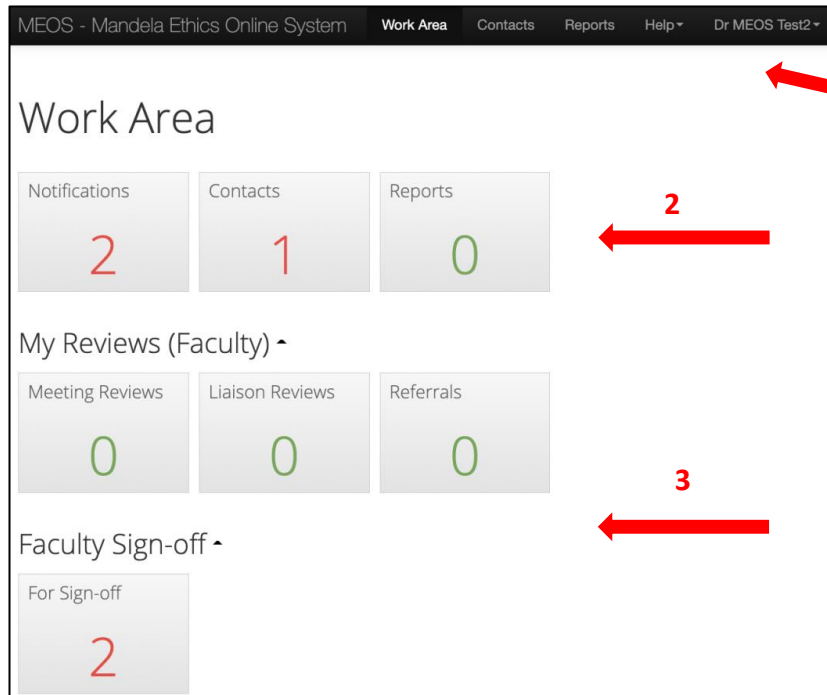 MEOS - Mandela Ethics Online System Work Area Contacts Reports Help Dr MEOS Test2
Work Area
Notifications Contacts Reports
2
2 1 0
My Reviews (Faculty)
Meeting Reviews Liaison Reviews Referrals
0 0 0
3
Faculty Sign-off
For Sign-off
2